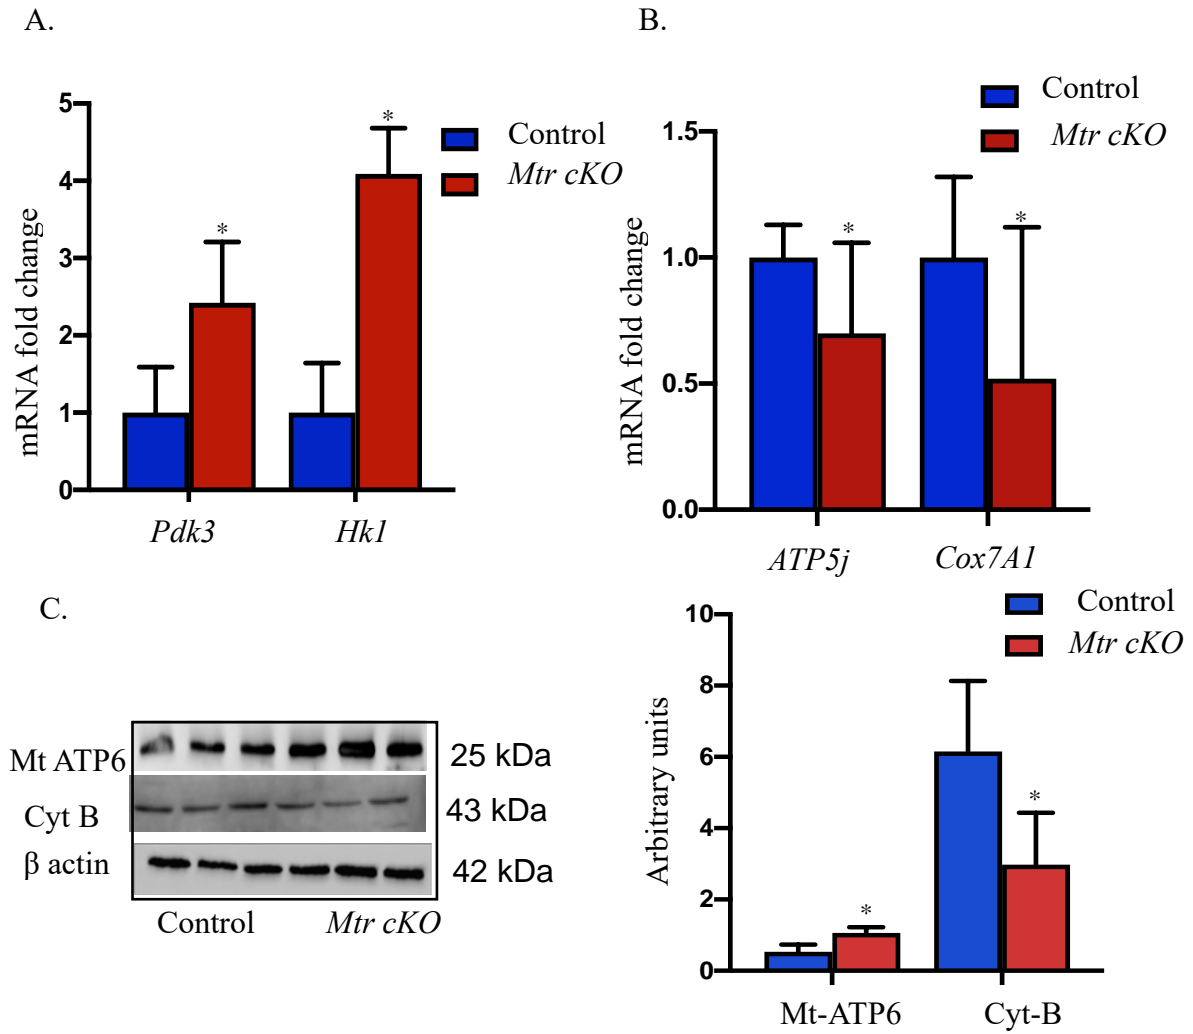 A.
5
4
3
2
1
0
mRNA fold change
*
*
Control
Mtr cKO
Pdk3
Hk1
B.
1.5
1.0
0.5
0.0
mRNA fold change
*
*
Control
Mtr cKO
ATP5j
Cox7A1
C.
Mt ATP6
25 kDa
Cyt B
43 kDa
β actin
42 kDa
Control
Mtr cKO
10
8
6
4
2
0
Arbitrary units
*
*
Control
Mtr cKO
Mt-ATP6
Cyt-B